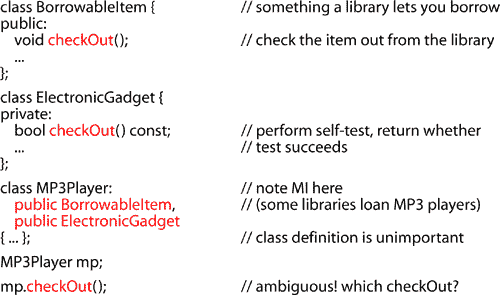 class BorrowableItem { // something a library lets you borrow
public:
void checkOut(); // check the item out from the library
...
};
class ElectronicGadget {
private:
bool checkOut() const; // perform self-test, return whether
... // test succeeds
};
class MP3Player: // note MI here
public BorrowableItem, // (some libraries loan MP3 players)
public ElectronicGadget
{ ... }; // class definition is unimportant
MP3Player mp;
mp.checkOut(); // ambiguous! which checkOut?